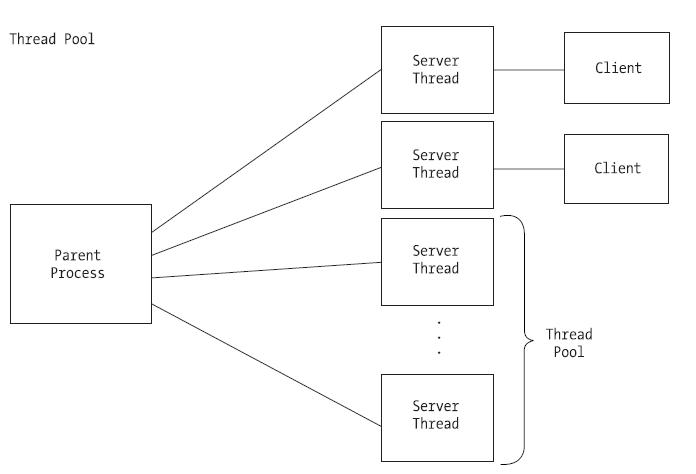 Thread Pool
Server
Thread
Client
Server
Thread
Client
Parent
Process
Server
Thread
Thread
Pool
Server
Thread